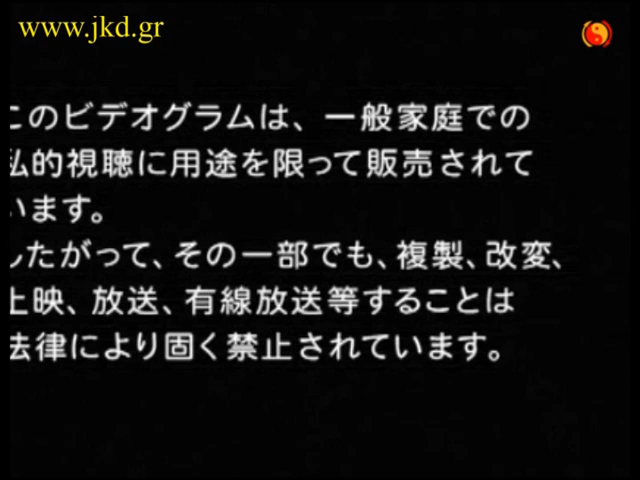 www.jkd.gr
このビデオグラムは、一般家庭での
私的視聴に用途を限って販売されて
います。
したがって、その一部でも、複製、改変、
上映、放送、有線放送等することは
法律により固く禁止されています。